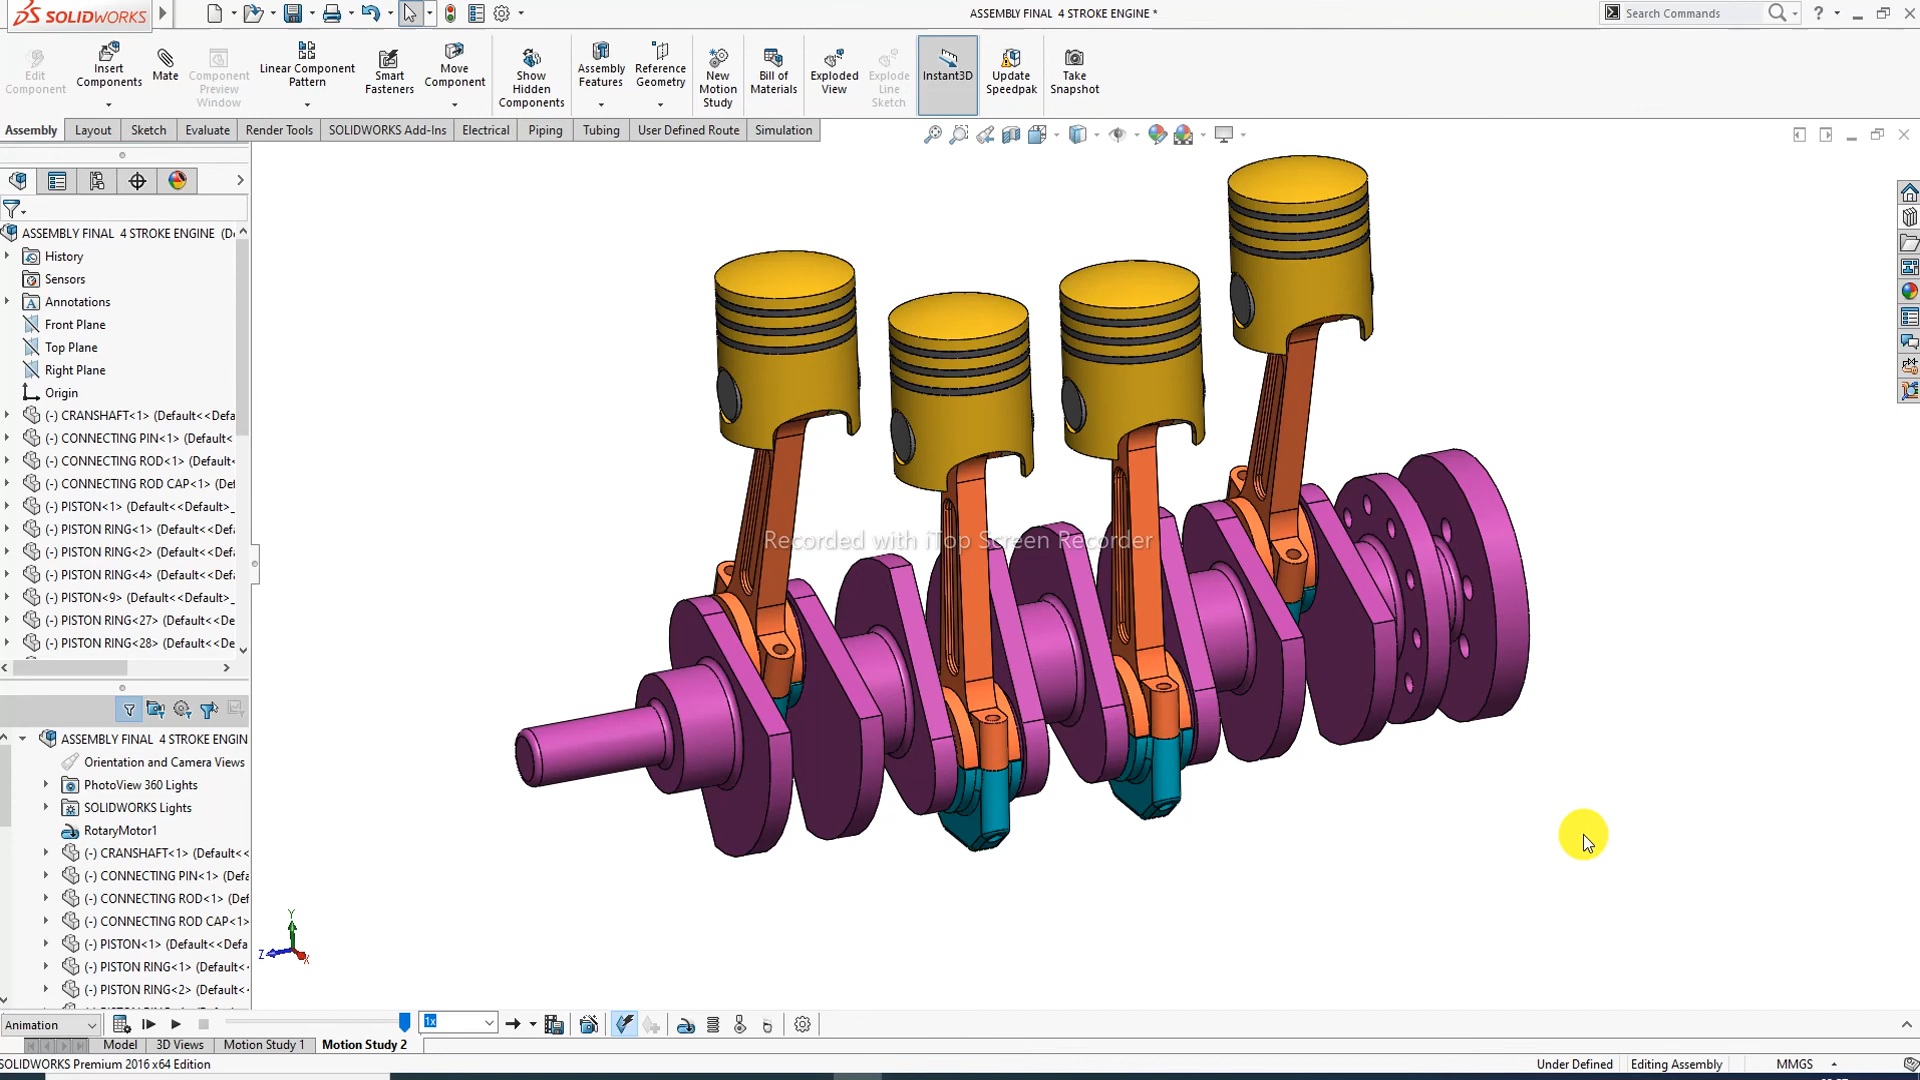 SOLIDWORKS
ASSEMBLY FINAL  4 STROKE ENGINE *
Search Commands
Edit Component
Insert Components
Mate
Component Preview Window
Linear Component Pattern
Smart Fasteners
Move Component
Show Hidden Components
Assembly Features
Reference Geometry
New Motion Study
Bill of Materials
Exploded View
Explode Line Sketch
Instant3D
Update Speedpak
Take Snapshot
Assembly
Layout
Sketch
Evaluate
Render Tools
SOLIDWORKS Add-Ins
Electrical
Piping
Tubing
User Defined Route
Simulation
ASSEMBLY FINAL  4 STROKE ENGINE (D
History
Sensors
Annotations
Front Plane
Top Plane
Right Plane
Origin
(-) CRANSHAFT<1> (Default<<Defa
(-) CONNECTING PIN<1> (Default<
(-) CONNECTING ROD<1> (Default<
(-) CONNECTING ROD CAP<1> (Def
(-) PISTON<1> (Default<<Default>_
(-) PISTON RING<1> (Default<<Defa
(-) PISTON RING<2> (Default<<Defa
(-) PISTON RING<4> (Default<<Defa
(-) PISTON<9> (Default<<Default>_
(-) PISTON RING<27> (Default<<De
(-) PISTON RING<28> (Default<<De
ASSEMBLY FINAL  4 STROKE ENGIN
Orientation and Camera Views
PhotoView 360 Lights
SOLIDWORKS Lights
RotaryMotor1
(-) CRANSHAFT<1> (Default<<
(-) CONNECTING PIN<1> (Defa
(-) CONNECTING ROD<1> (Def
(-) CONNECTING ROD CAP<1>
(-) PISTON<1> (Default<<Defa
(-) PISTON RING<1> (Default<
(-) PISTON RING<2> (Default<
Recorded with iTop Screen Recorder
Y
Z
X
Animation
1x
Model
3D Views
Motion Study 1
Motion Study 2
SOLIDWORKS Premium 2016 x64 Edition
Under Defined
Editing Assembly
MMGS